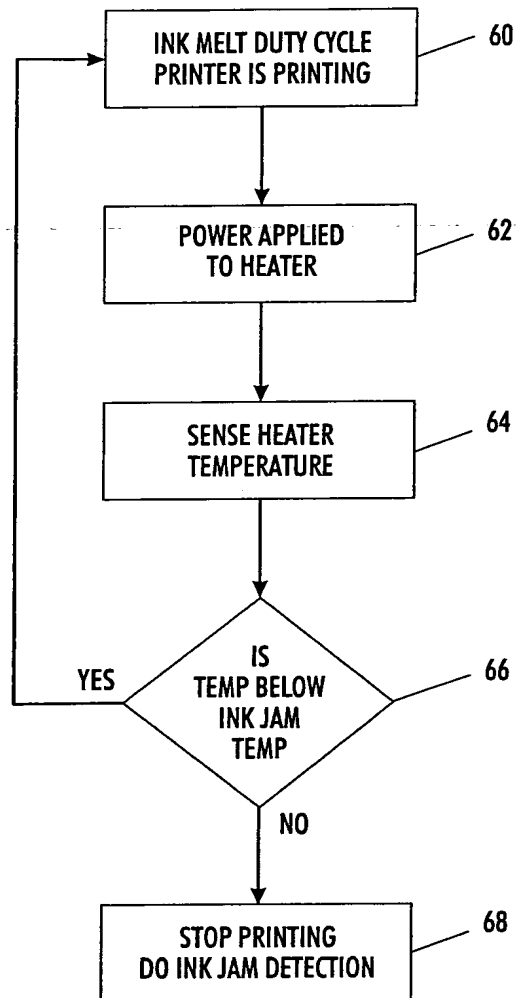 INK MELT DUTY CYCLE
PRINTER IS PRINTING
60
POWER APPLIED
TO HEATER
62
SENSE HEATER
TEMPERATURE
64
IS
TEMP BELOW
INK JAM
TEMP
66
YES
NO
STOP PRINTING
DO INK JAM DETECTION
68